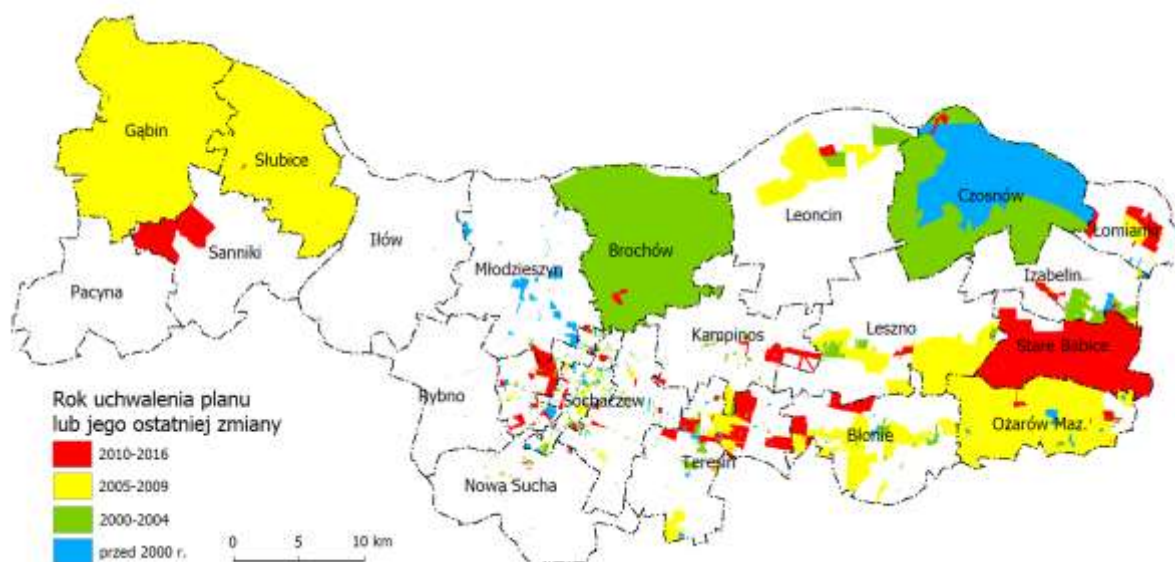 Gąbin
Słubice
Sanniki
Pacyna
Iłów
Młodzieszyn
Brochów
Leoncin
Czosnów
Łomianki
Izabelin
Kampinos
Leszno
Stare Babice
Rybno
Sochaczew
Ożarów Maz.
Błonie
Teresin
Nowa Sucha
Rok uchwalenia planu
lub jego ostatniej zmiany
2010-2016
2005-2009
2000-2004
przed 2000 r.
0 5 10 km